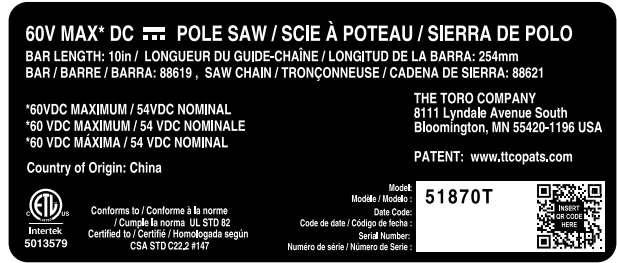 60V MAX* DC POLE SAW / SCIE À POTEAU / SIERRA DE POLO
BAR LENGTH: 10in / LONGUEUR DU GUIDE-CHAÎNE / LONGITUD DE LA BARRA: 254mm
BAR / BARRE / BARRA: 88619 , SAW CHAIN / TRONÇONNEUSE / CADENA DE SIERRA: 88621
*60VDC MAXIMUM / 54VDC NOMINAL
*60 VDC MAXIMUM / 54 VDC NOMINALE
*60 VDC MÁXIMA / 54 VDC NOMINAL
Country of Origin: China
THE TORO COMPANY
8111 Lyndale Avenue South
Bloomington, MN 55420-1196 USA
PATENT: www.ttcopats.com
C ETL US
Intertek
5013579
Conforms to / Conforme à la norme
/ Cumple la norma UL STD 82
Certified to / Certifié / Homologada según
CSA STD C22.2 #147
Model:
Modèle / Modelo :
Date Code:
Code de date / Código de fecha :
Serial Number:
Numéro de série / Número de Serie :
51870T
INSERT
QR CODE
HERE